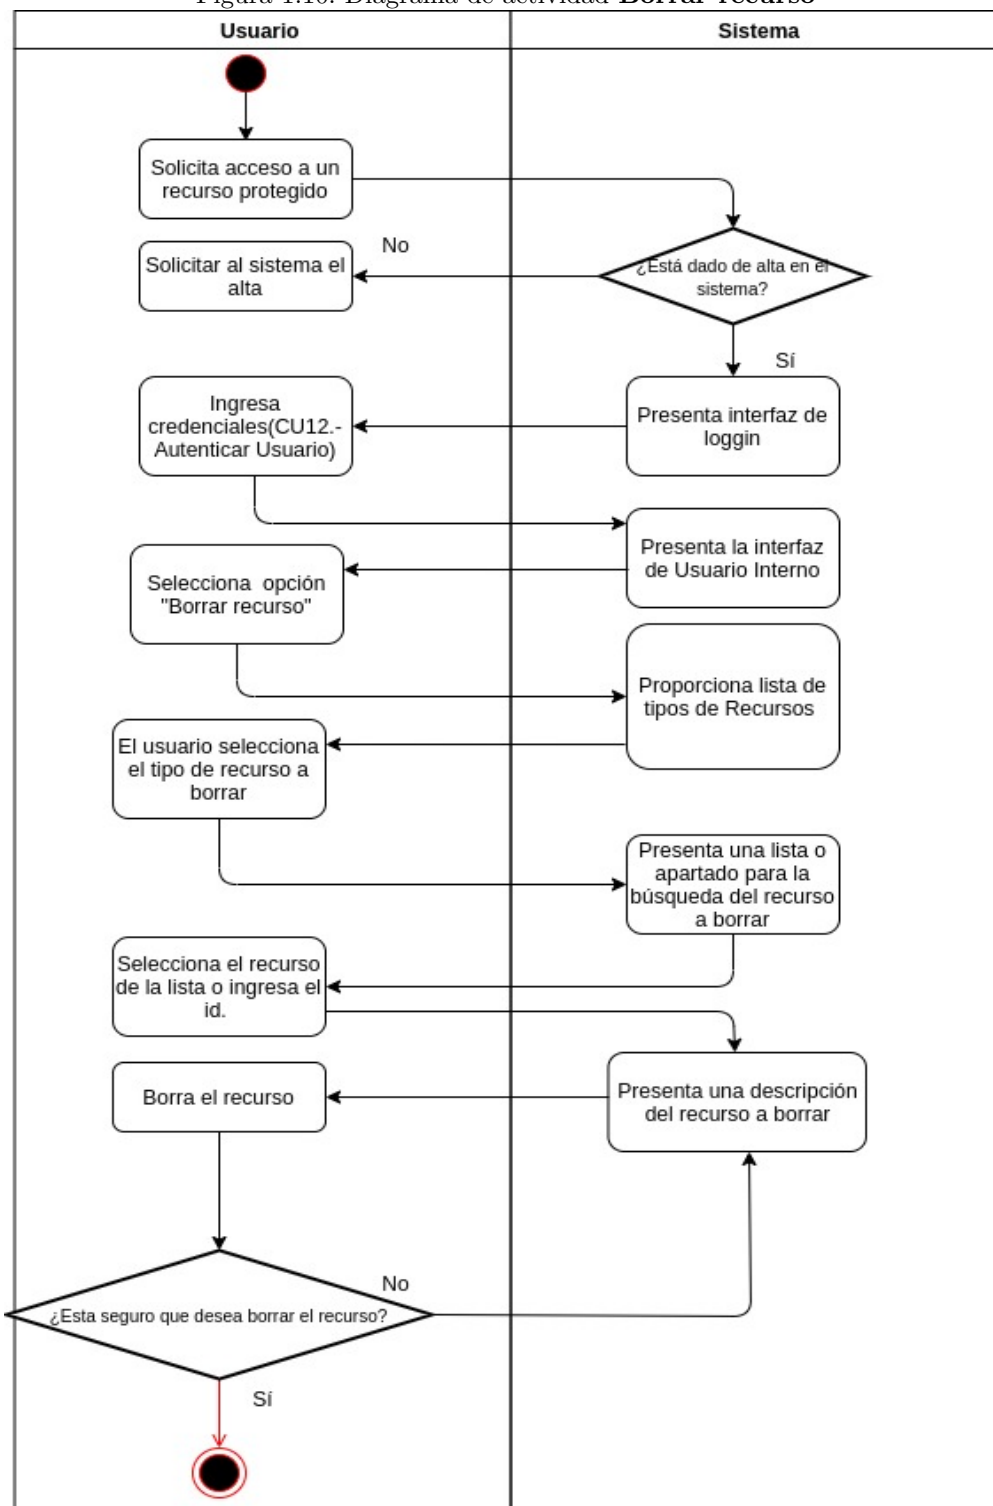 Figura 1.10: Diagrama de actividad Borrar recurso
Usuario
Sistema
Solicita acceso a un
recurso protegido
No
Solicitar al sistema el
alta
¿Está dado de alta en el
sistema?
Sí
Ingresa
credenciales(CU12.-
Autenticar Usuario)
Presenta interfaz de
loggin
Presenta la interfaz
de Usuario Interno
Selecciona opción
"Borrar recurso"
Proporciona lista de
tipos de Recursos
El usuario selecciona
el tipo de recurso a
borrar
Presenta una lista o
apartado para la
búsqueda del recurso
a borrar
Selecciona el recurso
de la lista o ingresa el
id.
Presenta una descripción
del recurso a borrar
Borra el recurso
No
¿Esta seguro que desea borrar el recurso?
Sí